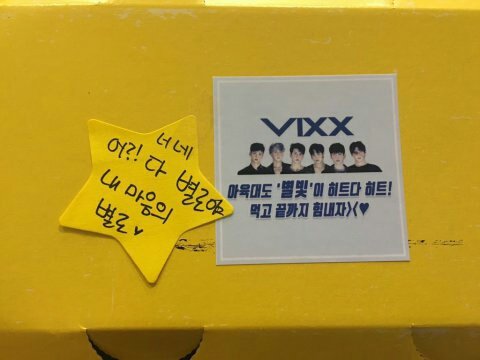 너네
어?! 다 별로얌
내 마음의
별로♥
VIXX
아육대도 '별빛'이 히트다 히트!
먹고 끝까지 힘내자><♥